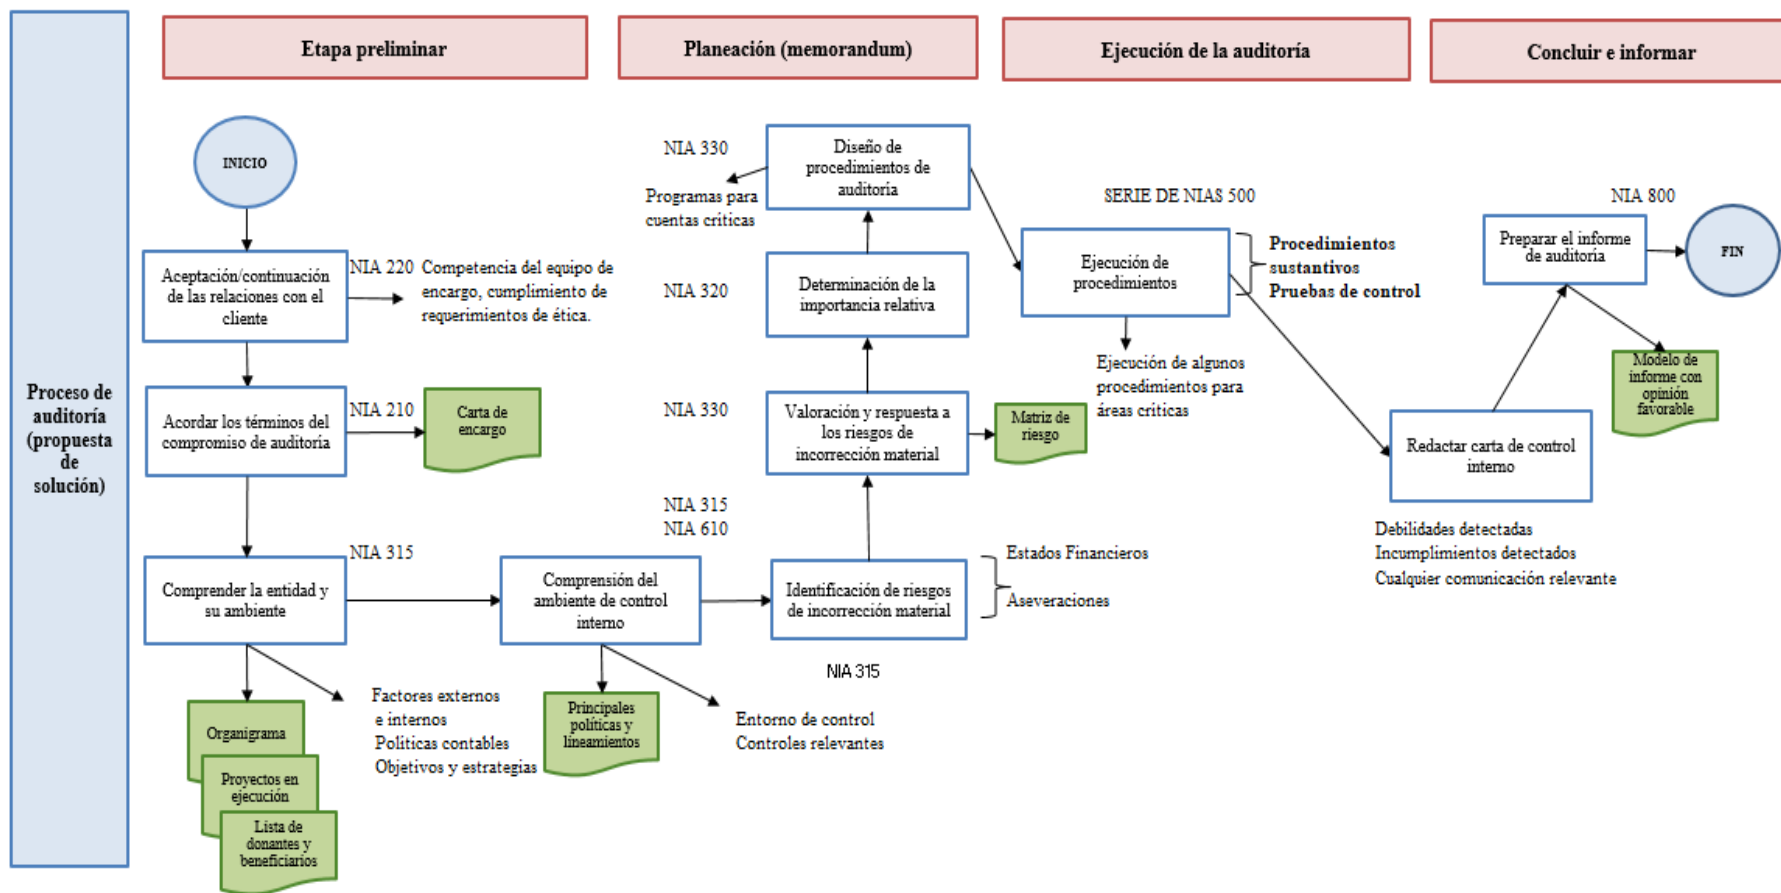 Etapa preliminar
Planeación (memorandum)
Ejecución de la auditoría
Concluir e informar
Proceso de
auditoría
(propuesta
de
solución)
INICIO
Aceptación/continuación
de las relaciones con el
cliente
NIA 220
Competencia del equipo de
encargo, cumplimiento de
requerimientos de ética.
Acordar los términos del
compromiso de auditoría
NIA 210
Carta de
encargo
Comprender la entidad y
su ambiente
NIA 315
Organigrama
Proyectos en
ejecución
Lista de
donantes y
beneficiarios
Factores externos
e internos
Políticas contables
Objetivos y estrategias
Comprensión del
ambiente de control
interno
Principales
políticas y
lineamientos
Entorno de control
Controles relevantes
NIA 315
NIA 610
Identificación de riesgos
de incorrección material
NIA 315
Estados Financieros
Aseveraciones
NIA 330
Valoración y respuesta a
los riesgos de
incorrección material
Matriz de
riesgo
NIA 320
Determinación de la
importancia relativa
NIA 330
Diseño de
procedimientos de
auditoría
Programas para
cuentas críticas
SERIE DE NIAS 500
Ejecución de
procedimientos
Procedimientos
sustantivos
Pruebas de control
Ejecución de algunos
procedimientos para
áreas criticas
Redactar carta de control
interno
Debilidades detectadas
Incumplimientos detectados
Cualquier comunicación relevante
NIA 800
Preparar el informe
de auditoría
Modelo de
informe con
opinión
favorable
FIN